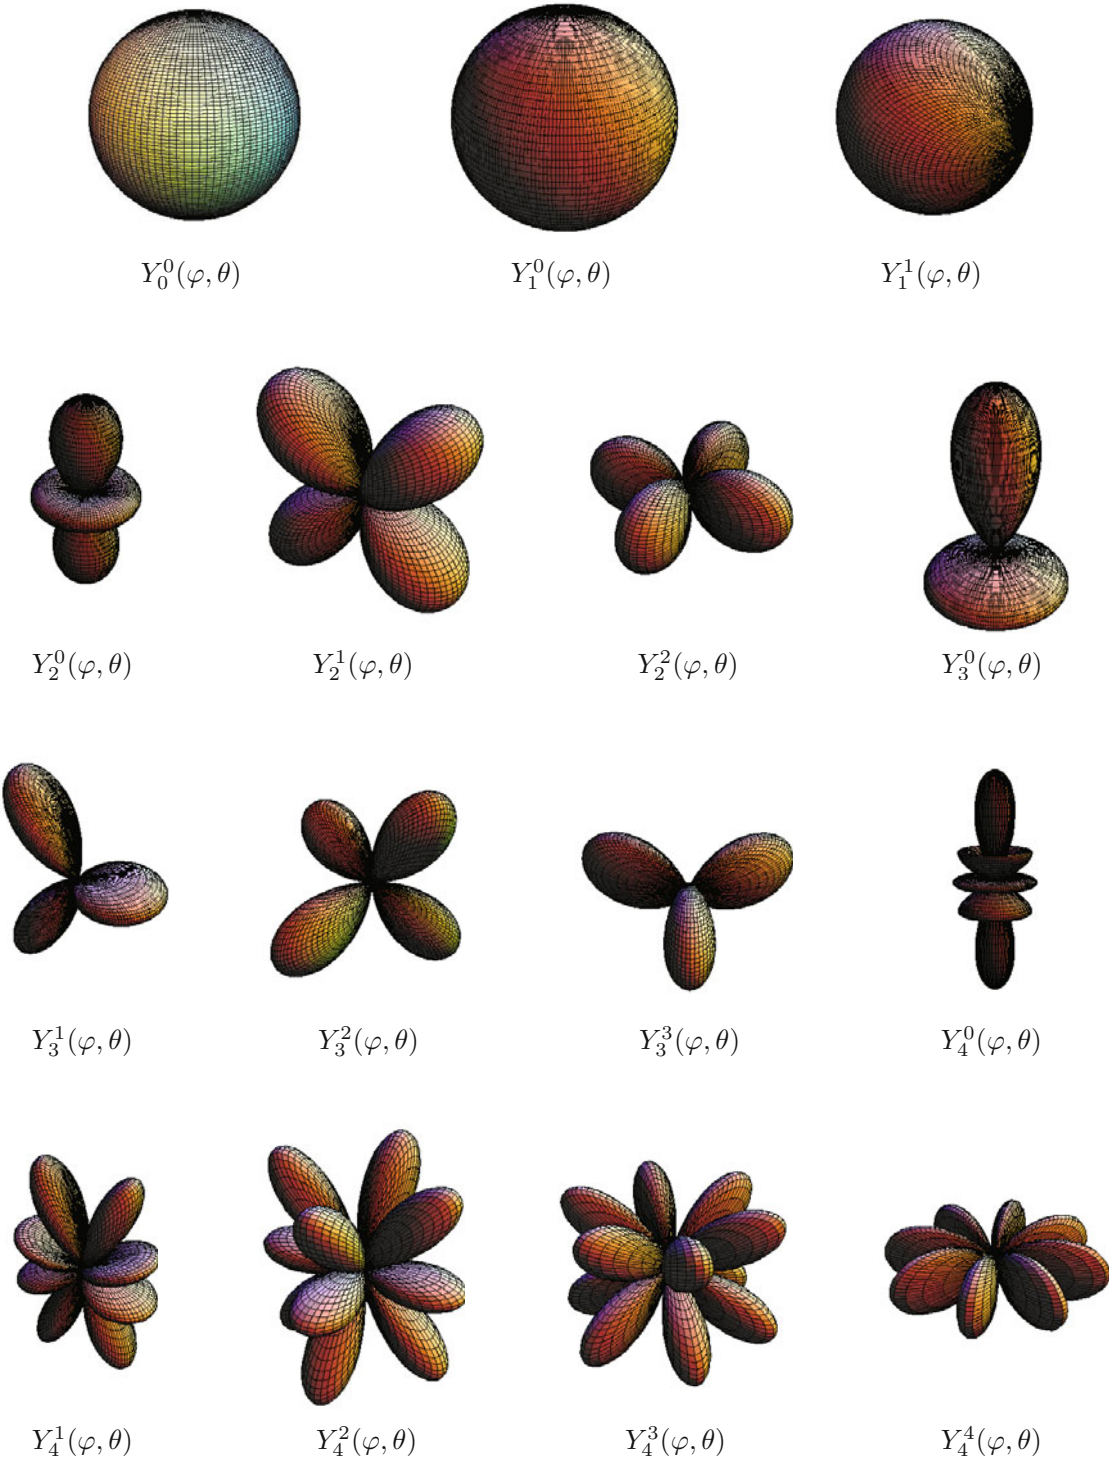 Y_0^0(φ, θ) Y_1^0(φ, θ) Y_1^1(φ, θ)
Y_2^0(φ, θ) Y_2^1(φ, θ) Y_2^2(φ, θ) Y_3^0(φ, θ)
Y_3^1(φ, θ) Y_3^2(φ, θ) Y_3^3(φ, θ) Y_4^0(φ, θ)
Y_4^1(φ, θ) Y_4^2(φ, θ) Y_4^3(φ, θ) Y_4^4(φ, θ)